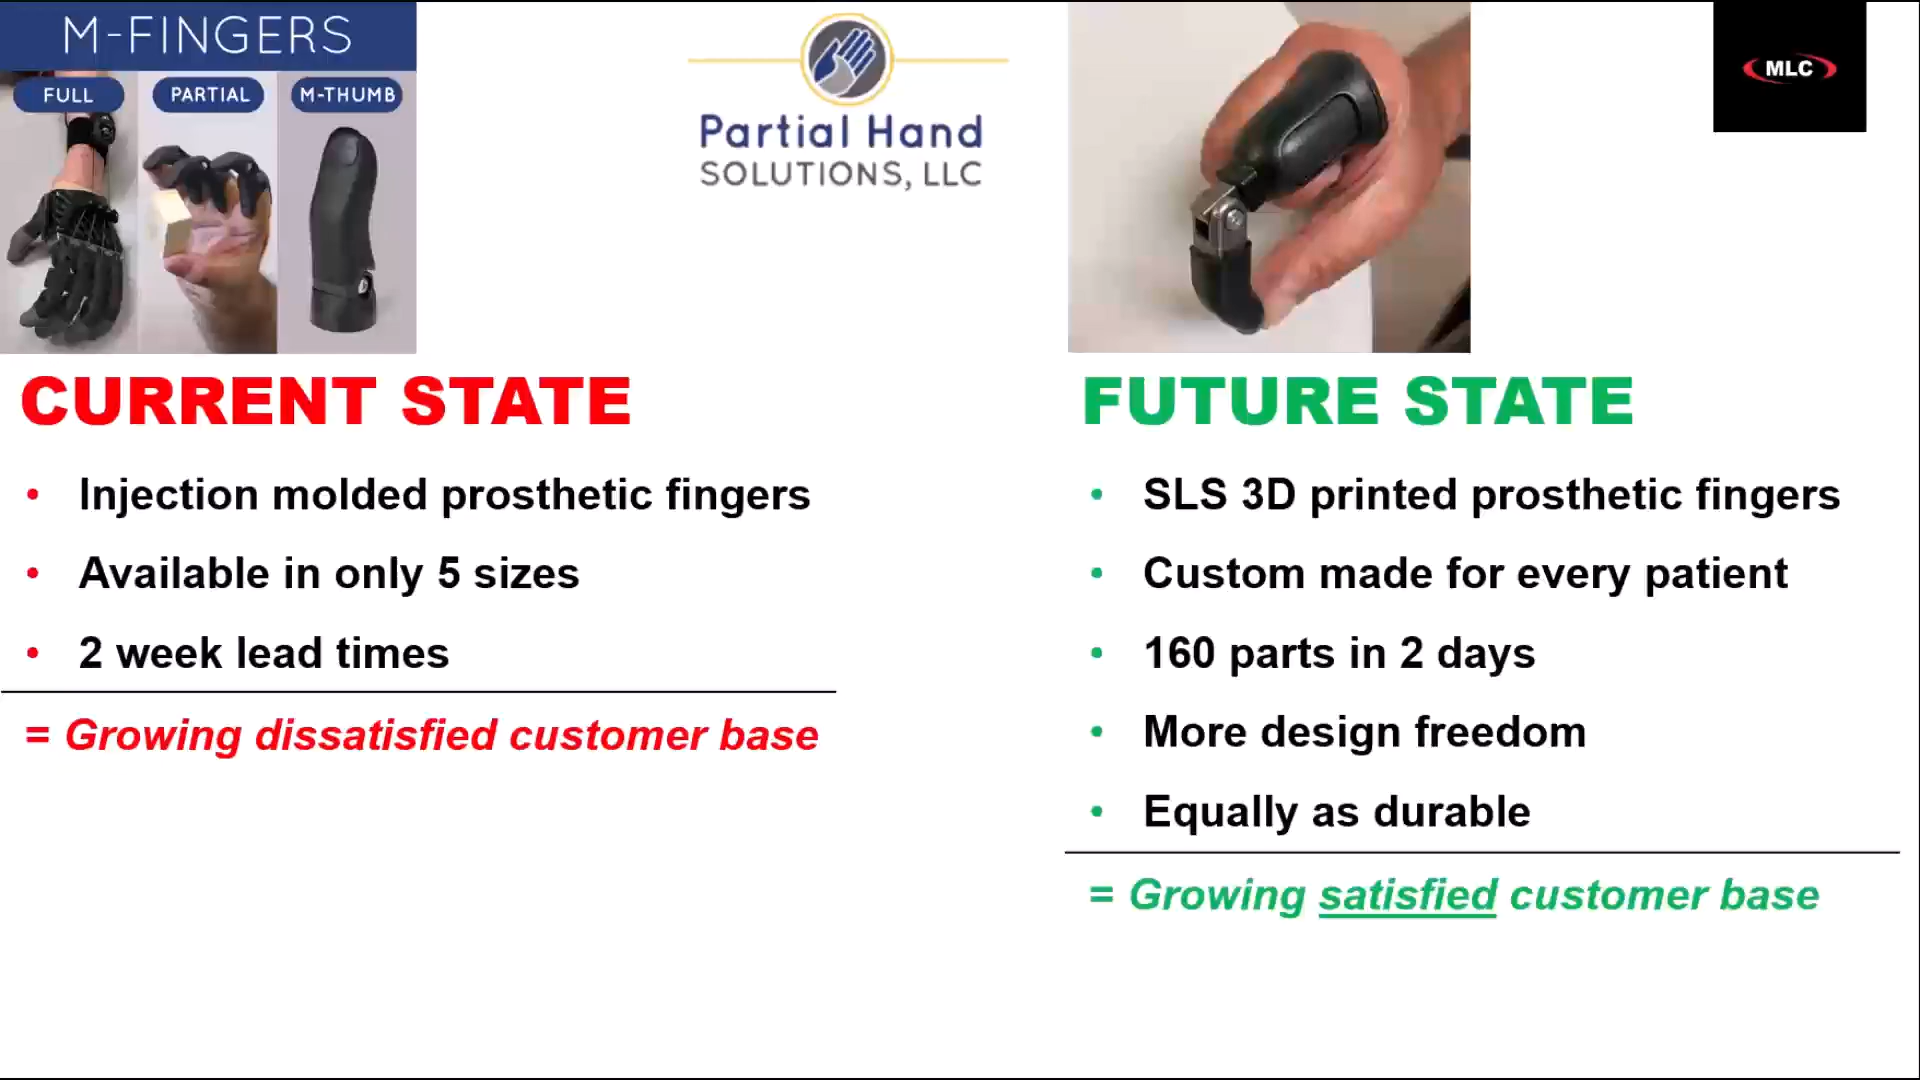 M-FINGERS
FULL
PARTIAL
M-THUMB
Partial Hand
SOLUTIONS, LLC
MLC
CURRENT STATE
• Injection molded prosthetic fingers
• Available in only 5 sizes
• 2 week lead times
= Growing dissatisfied customer base
FUTURE STATE
• SLS 3D printed prosthetic fingers
• Custom made for every patient
• 160 parts in 2 days
• More design freedom
• Equally as durable
= Growing satisfied customer base